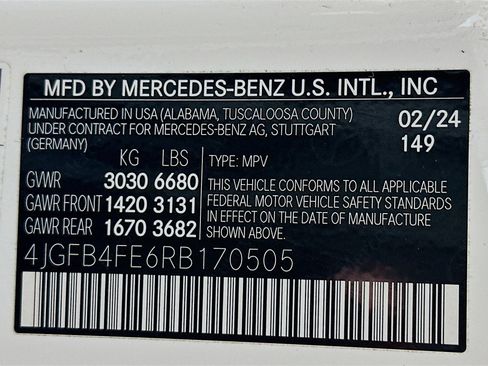 MFD BY MERCEDES-BENZ U.S. INTL., INC
MANUFACTURED IN USA (ALABAMA, TUSCALOOSA COUNTY) 02/24
UNDER CONTRACT FOR MERCEDES-BENZ AG, STUTTGART 149
(GERMANY)
KG LBS TYPE: MPV
GVWR 3030 6680 THIS VEHICLE CONFORMS TO ALL APPLICABLE
GAWR FRONT 1420 3131 FEDERAL MOTOR VEHICLE SAFETY STANDARDS
GAWR REAR 1670 3682 IN EFFECT ON THE DATE OF MANUFACTURE
4JGFB4FE6RB170505 SHOWN ABOVE.